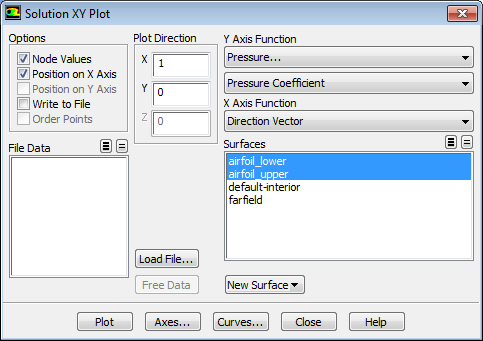 Solution XY Plot
Options
Node Values
Position on X Axis
Position on Y Axis
Write to File
Order Points
Plot Direction
X 1
Y 0
Z 0
Y Axis Function
Pressure...
Pressure Coefficient
X Axis Function
Direction Vector
File Data
Load File...
Free Data
Surfaces
airfoil_lower
airfoil_upper
default-interior
farfield
New Surface
Plot Axes... Curves... Close Help